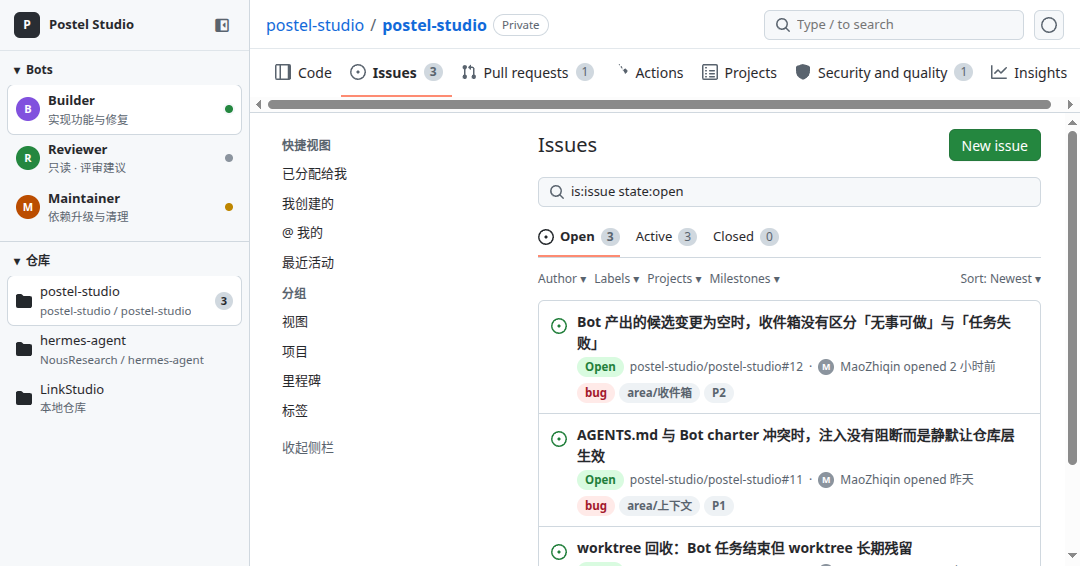 P Postel Studio
Bots
B Builder
实现功能与修复
R Reviewer
只读 · 评审建议
M Maintainer
依赖升级与清理
仓库
postel-studio 3
postel-studio / postel-studio
hermes-agent
NousResearch / hermes-agent
LinkStudio
本地仓库
postel-studio / postel-studio Private
Type / to search
Code Issues 3 Pull requests 1 Actions Projects Security and quality 1 Insights
快捷视图
已分配给我
我创建的
@ 我的
最近活动
分组
视图
项目
里程碑
标签
收起侧栏
Issues New issue
is:issue state:open
Open 3 Active 3 Closed 0
Author Labels Projects Milestones Sort: Newest
Bot 产出的候选变更为空时，收件箱没有区分「无事可做」与「任务失
败」
Open postel-studio/postel-studio#12 · M MaoZhiqin opened 2 小时前
bug area/收件箱 P2
AGENTS.md 与 Bot charter 冲突时，注入没有阻断而是静默让仓库层
生效
Open postel-studio/postel-studio#11 · M MaoZhiqin opened 昨天
bug area/上下文 P1
worktree 回收：Bot 任务结束但 worktree 长期残留